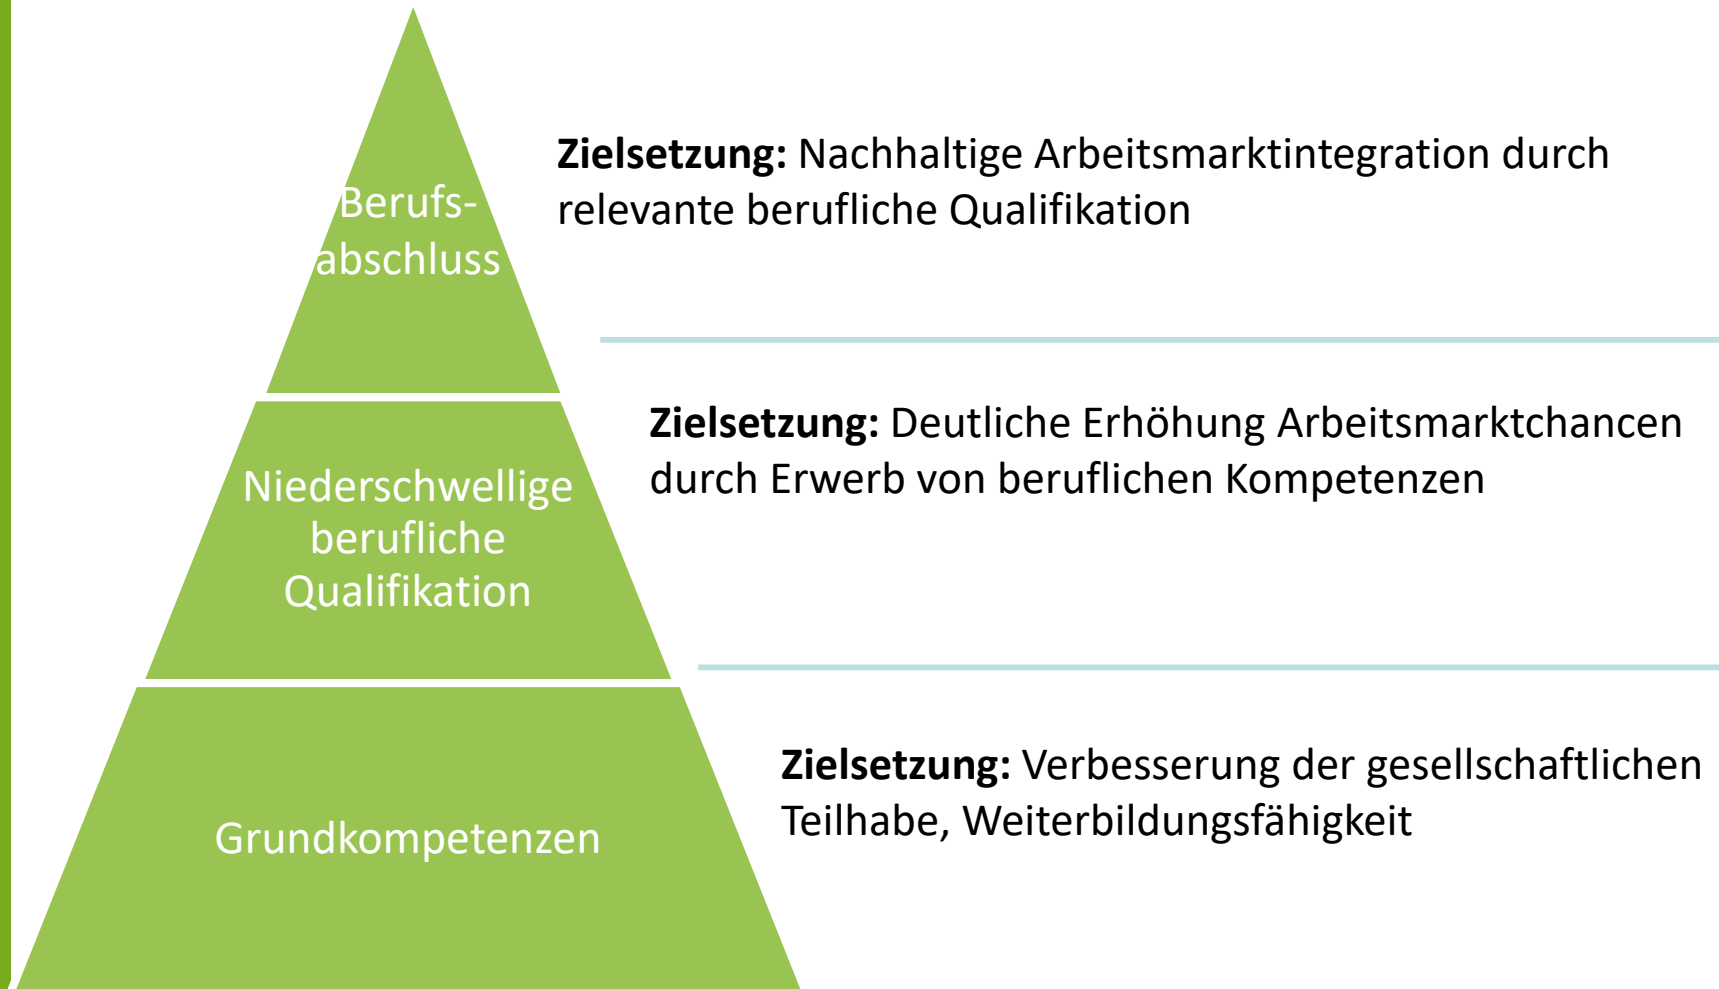 Berufs-
abschluss
Zielsetzung: Nachhaltige Arbeitsmarktintegration durch
relevante berufliche Qualifikation
Niederschwellige
berufliche
Qualifikation
Zielsetzung: Deutliche Erhöhung Arbeitsmarktchancen
durch Erwerb von beruflichen Kompetenzen
Grundkompetenzen
Zielsetzung: Verbesserung der gesellschaftlichen
Teilhabe, Weiterbildungsfähigkeit